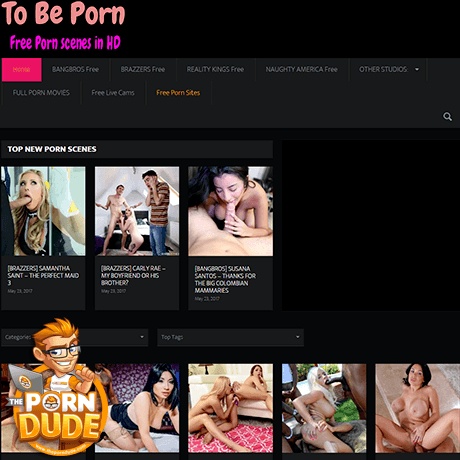 To Be Porn
Free Porn scenes in HD
Home BANGBROS Free BRAZZERS Free REALITY KINGS Free NAUGHTY AMERICA Free OTHER STUDIOS
FULL PORN MOVIES Free Live Cams Free Porn Sites
TOP NEW PORN SCENES
[BRAZZERS] SAMANTHA
SAINT – THE PERFECT MAID
3
May 23, 2017
[BRAZZERS] CARLY RAE –
MY BOYFRIEND OR HIS
BROTHER?
May 23, 2017
[BANGBROS] SUSANA
SANTOS – THANKS FOR
THE BIG COLOMBIAN
MAMMARIES
May 23, 2017
Categories
Top Tags
THE
PORN
DUDE